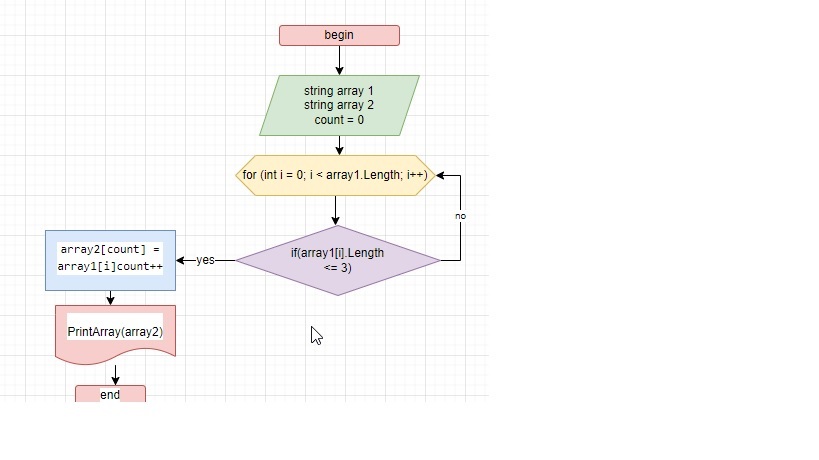 begin
string array 1
string array 2
count = 0
for (int i = 0; i < array1.Length; i++)
no
if(array1[i].Length
<= 3)
yes
array2[count] =
array1[i]count++
PrintArray(array2)
end